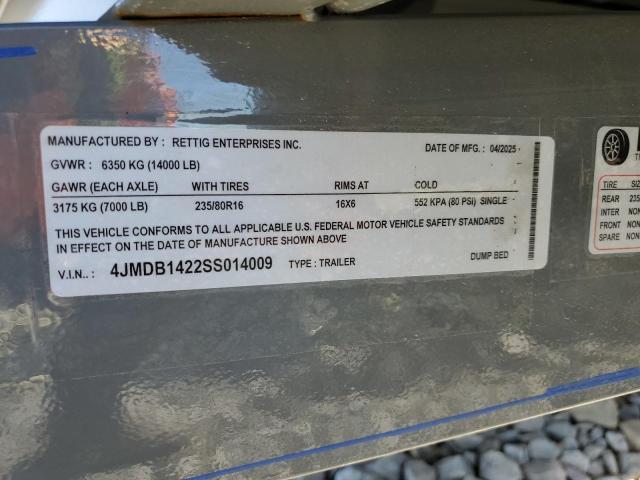 MANUFACTURED BY : RETTIG ENTERPRISES INC. DATE OF MFG. : 04/2025
GVWR : 6350 KG (14000 LB)
GAWR (EACH AXLE) WITH TIRES RIMS AT COLD
3175 KG (7000 LB) 235/80R16 16X6 552 KPA (80 PSI) SINGLE
THIS VEHICLE CONFORMS TO ALL APPLICABLE U.S. FEDERAL MOTOR VEHICLE SAFETY STANDARDS
IN EFFECT ON THE DATE OF MANUFACTURE SHOWN ABOVE
V.I.N.. : 4JMDB1422SS014009 TYPE : TRAILER DUMP BED
TIRE
REAR 235
INTER
FRONT
SPARE